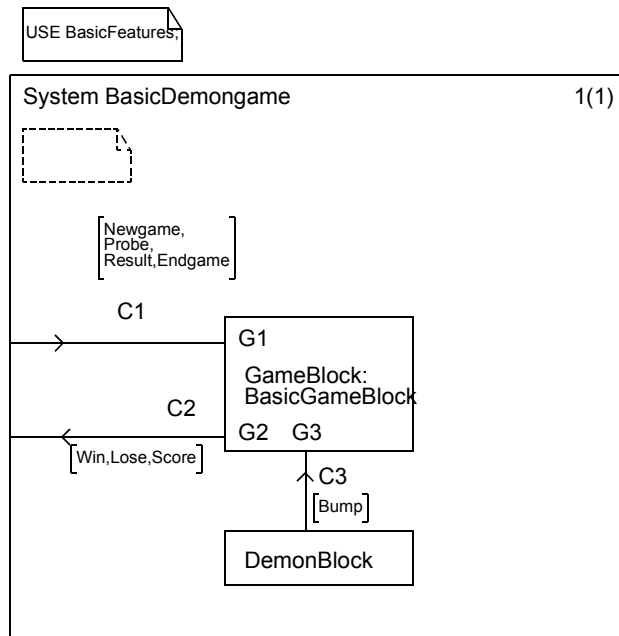 USE BasicFeatures;
System BasicDemongame 1(1)
Newgame,
Probe,
Result,Endgame
C1
G1
GameBlock:
BasicGameBlock
C2
G2 G3
Win,Lose,Score
C3
Bump
DemonBlock